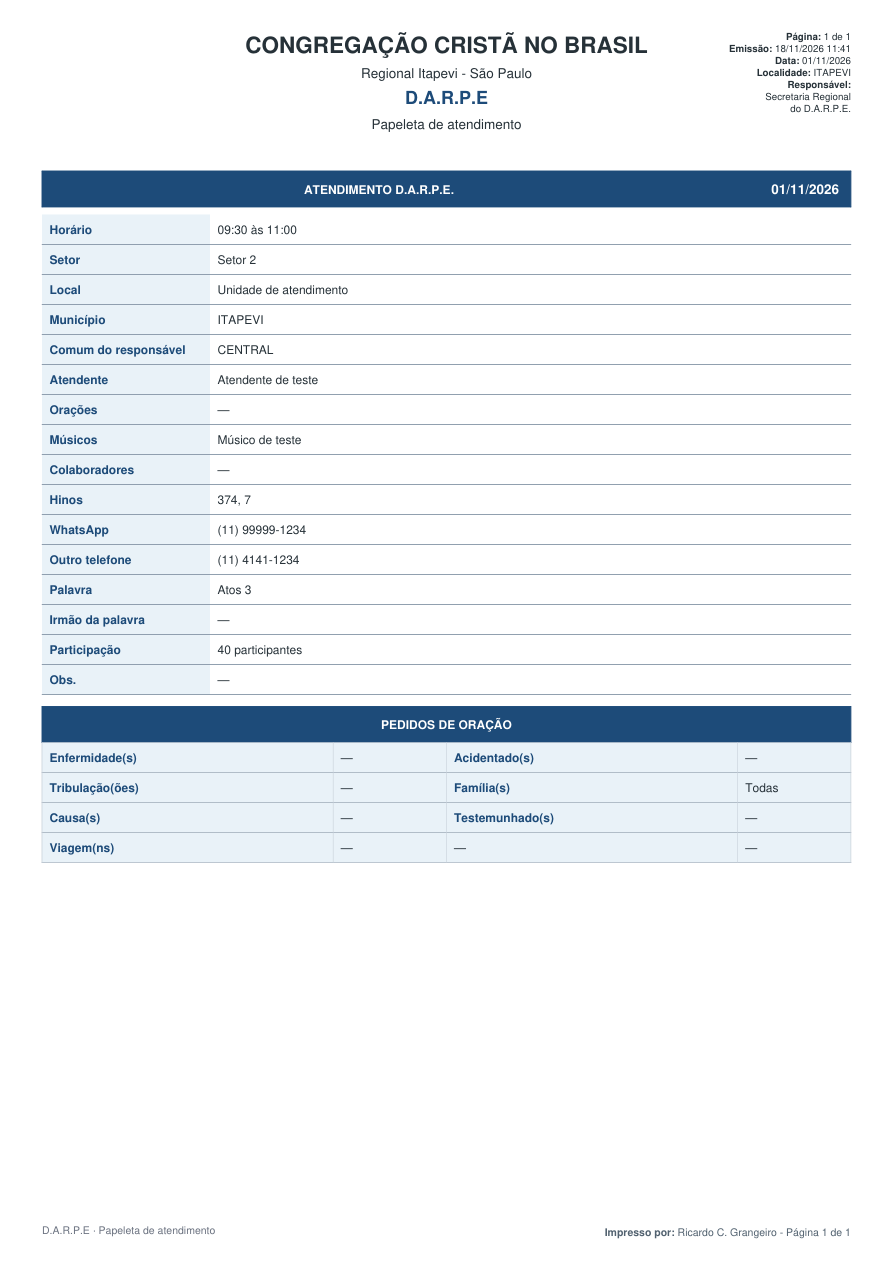 CONGREGAÇÃO CRISTÃ NO BRASIL
Regional Itapevi - São Paulo
D.A.R.P.E
Papeleta de atendimento
Página: 1 de 1
Emissão: 18/11/2026 11:41
Data: 01/11/2026
Localidade: ITAPEVI
Responsável:
Secretaria Regional
do D.A.R.P.E.
ATENDIMENTO D.A.R.P.E. 01/11/2026
Horário 09:30 às 11:00
Setor Setor 2
Local Unidade de atendimento
Município ITAPEVI
Comum do responsável CENTRAL
Atendente Atendente de teste
Orações —
Músicos Músico de teste
Colaboradores —
Hinos 374, 7
WhatsApp (11) 99999-1234
Outro telefone (11) 4141-1234
Palavra Atos 3
Irmão da palavra —
Participação 40 participantes
Obs. —
PEDIDOS DE ORAÇÃO
Enfermidade(s) — Acidentado(s) —
Tribulação(ões) — Família(s) Todas
Causa(s) — Testemunhado(s) —
Viagem(ns) — — —
D.A.R.P.E · Papeleta de atendimento
Impresso por: Ricardo C. Grangeiro - Página 1 de 1